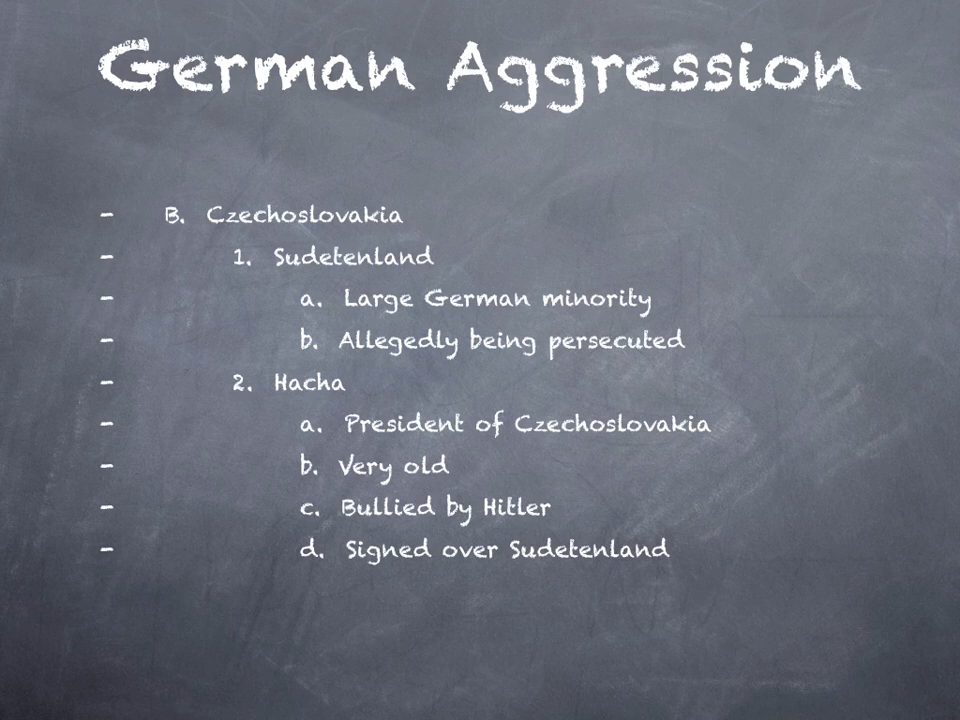 German Aggression
- B. Czechoslovakia
- 1. Sudetenland
- a. Large German minority
- b. Allegedly being persecuted
- 2. Hacha
- a. President of Czechoslovakia
- b. Very old
- c. Bullied by Hitler
- d. Signed over Sudetenland